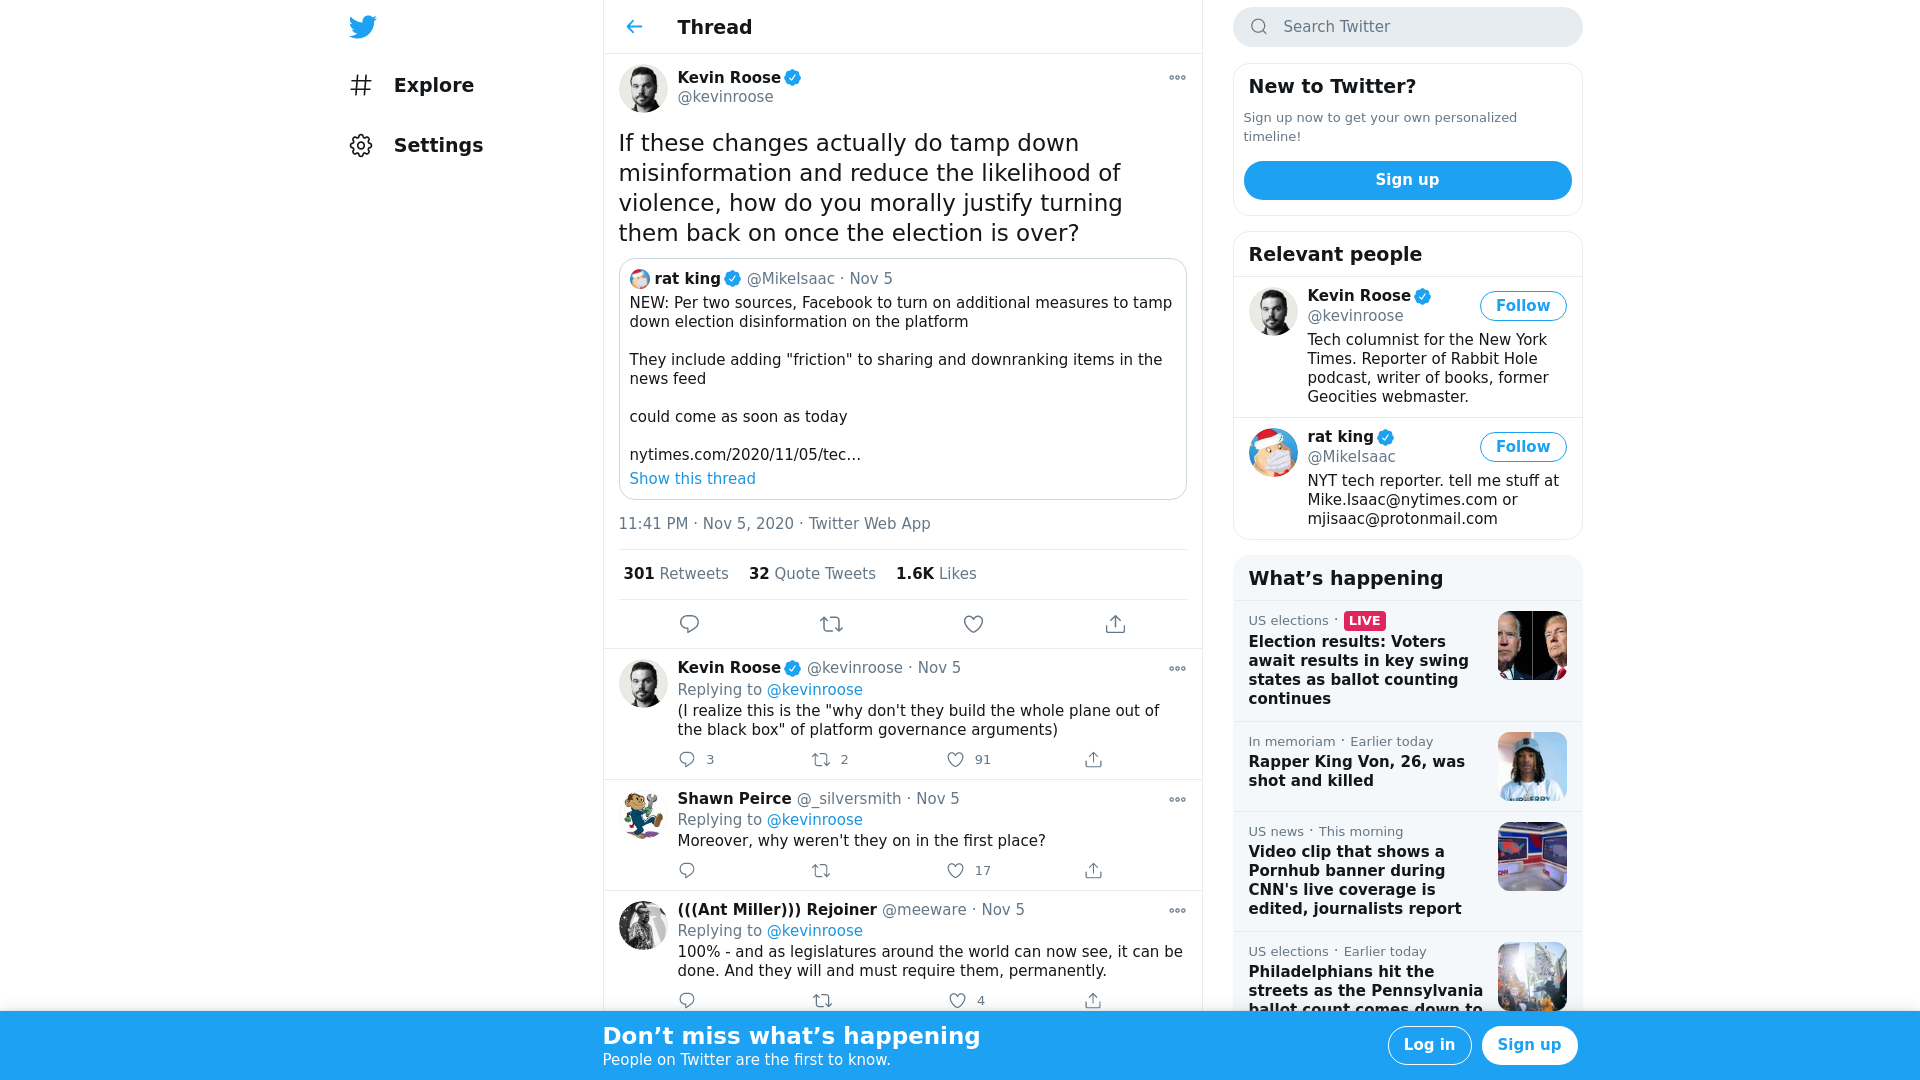 Explore
Settings
Thread
Kevin Roose
@kevinroose
If these changes actually do tamp down
misinformation and reduce the likelihood of
violence, how do you morally justify turning
them back on once the election is over?
rat king @MikeIsaac · Nov 5
NEW: Per two sources, Facebook to turn on additional measures to tamp
down election disinformation on the platform
They include adding "friction" to sharing and downranking items in the
news feed
could come as soon as today
nytimes.com/2020/11/05/tec…
Show this thread
11:41 PM · Nov 5, 2020 · Twitter Web App
301 Retweets 32 Quote Tweets 1.6K Likes
Kevin Roose @kevinroose · Nov 5
Replying to @kevinroose
(I realize this is the "why don't they build the whole plane out of
the black box" of platform governance arguments)
3 2 91
Shawn Peirce @_silversmith · Nov 5
Replying to @kevinroose
Moreover, why weren't they on in the first place?
17
(((Ant Miller))) Rejoiner @meeware · Nov 5
Replying to @kevinroose
100% - and as legislatures around the world can now see, it can be
done. And they will and must require them, permanently.
4
Search Twitter
New to Twitter?
Sign up now to get your own personalized
timeline!
Sign up
Relevant people
Kevin Roose
@kevinroose
Follow
Tech columnist for the New York
Times. Reporter of Rabbit Hole
podcast, writer of books, former
Geocities webmaster.
rat king
@MikeIsaac
Follow
NYT tech reporter. tell me stuff at
Mike.Isaac@nytimes.com or
mjisaac@protonmail.com
What’s happening
US elections · LIVE
Election results: Voters
await results in key swing
states as ballot counting
continues
In memoriam · Earlier today
Rapper King Von, 26, was
shot and killed
US news · This morning
Video clip that shows a
Pornhub banner during
CNN's live coverage is
edited, journalists report
US elections · Earlier today
Philadelphians hit the
streets as the Pennsylvania
ballot count comes down to
Don’t miss what’s happening
People on Twitter are the first to know.
Log in
Sign up